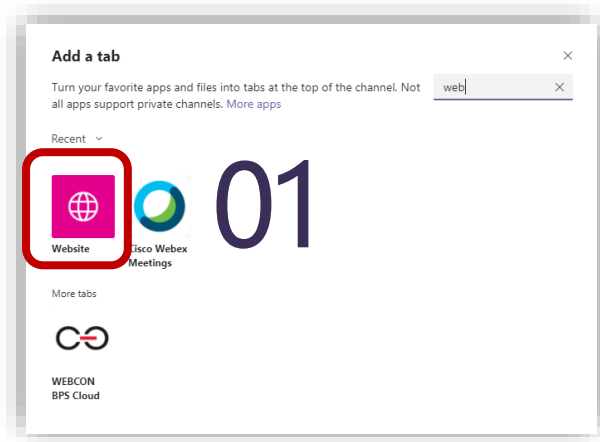 Add a tab
Turn your favorite apps and files into tabs at the top of the channel. Not
all apps support private channels. More apps
web
Recent
01
Website
Cisco Webex
Meetings
More tabs
WEBCON
BPS Cloud